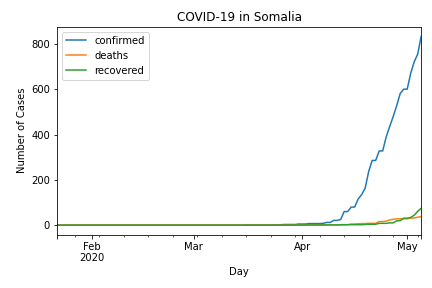 COVID-19 in Somalia
confirmed
deaths
recovered
Number of Cases
800
600
400
200
0
Feb
2020
Mar
Apr
May
Day